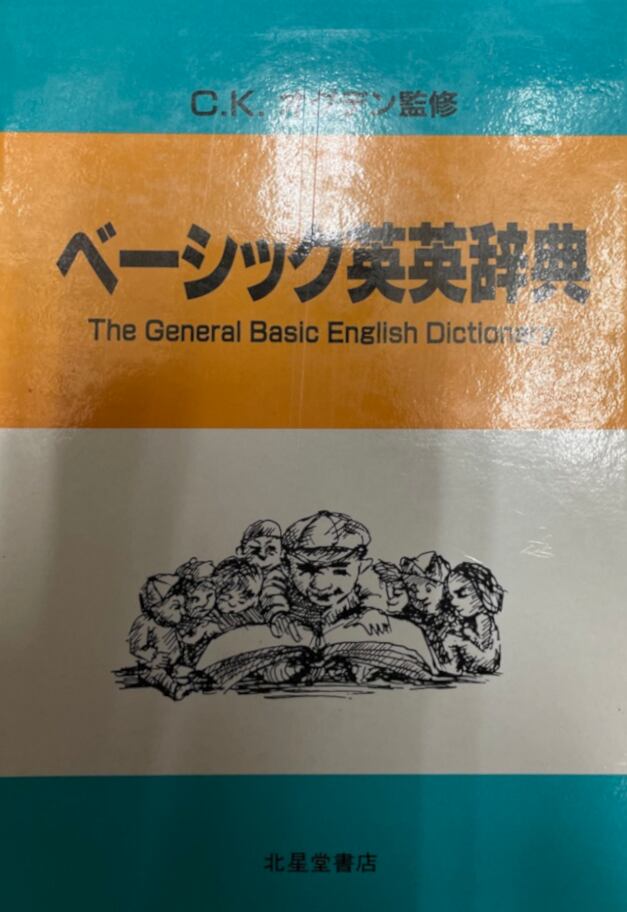 C.K. オグデン監修
ベーシック英英辞典
The General Basic English Dictionary
北星堂書店